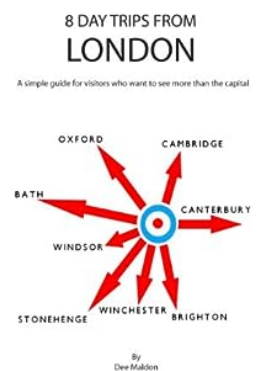 8 DAY TRIPS FROM
LONDON
A simple guide for visitors who want to see more than the capital
OXFORD
CAMBRIDGE
BATH
CANTERBURY
WINDSOR
STONEHENGE
WINCHESTER
BRIGHTON
By
Dee Maldon